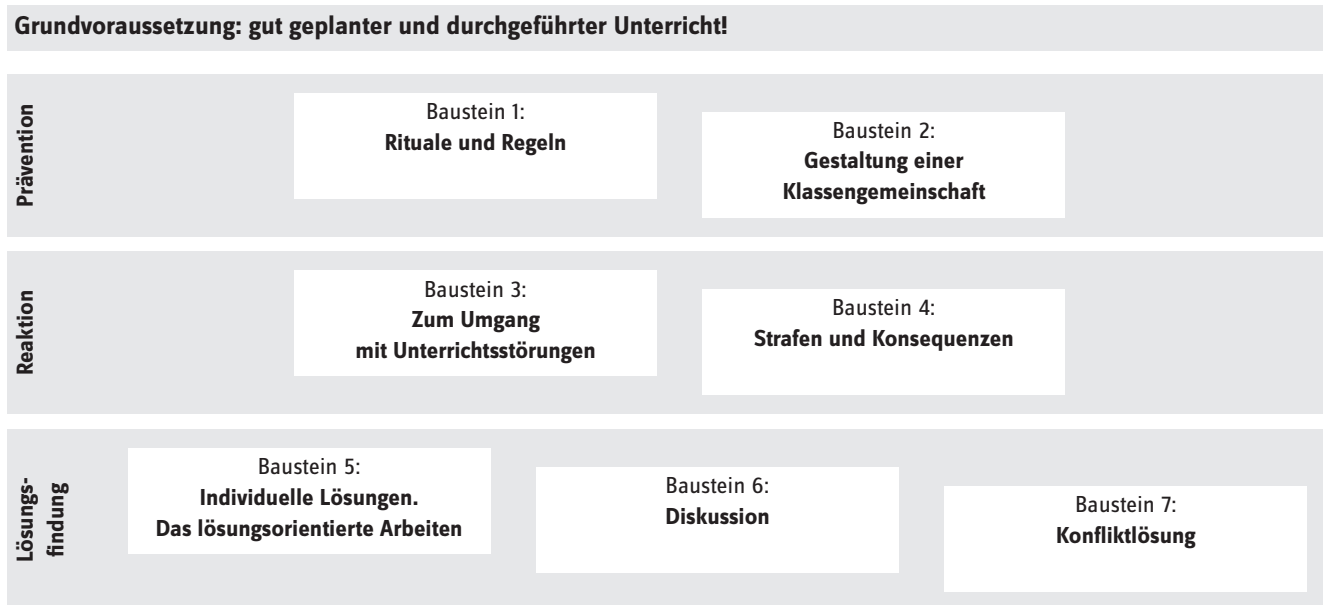 Grundvoraussetzung: gut geplanter und durchgeführter Unterricht!
Prävention
Baustein 1:
Rituale und Regeln
Baustein 2:
Gestaltung einer
Klassengemeinschaft
Reaktion
Baustein 3:
Zum Umgang
mit Unterrichtsstörungen
Baustein 4:
Strafen und Konsequenzen
Lösungs-
findung
Baustein 5:
Individuelle Lösungen.
Das lösungsorientierte Arbeiten
Baustein 6:
Diskussion
Baustein 7:
Konfliktlösung